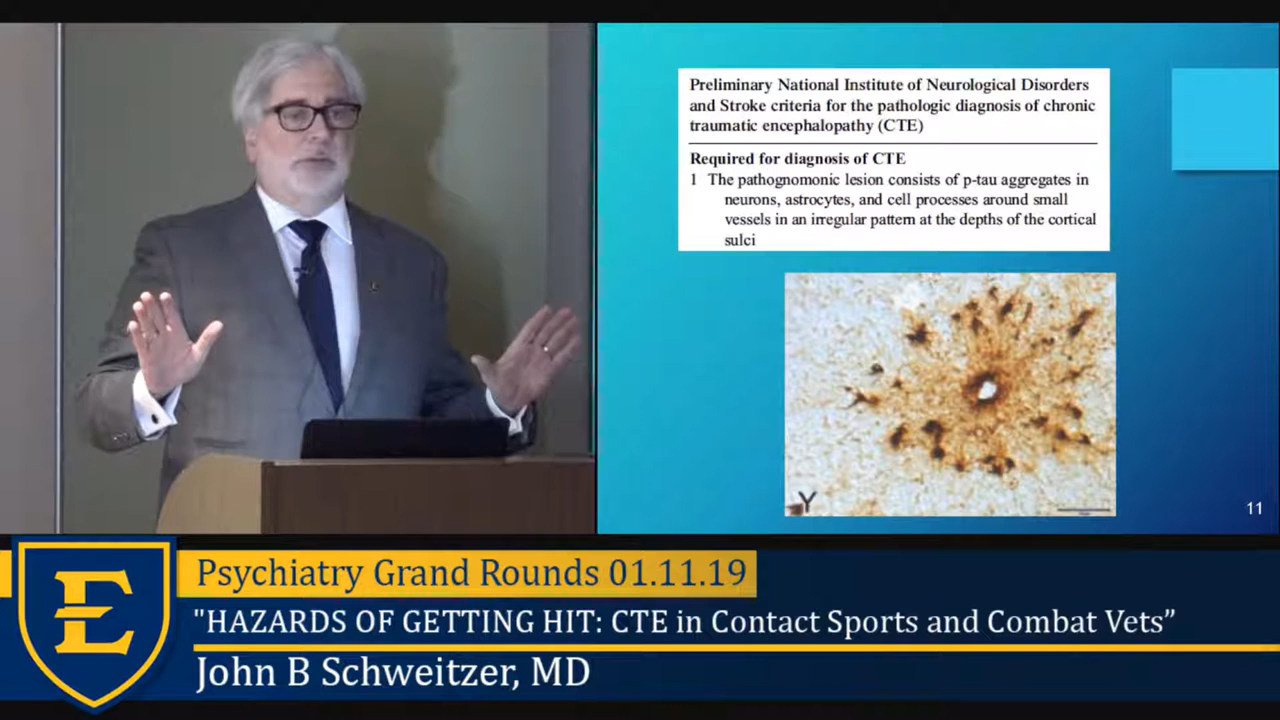 Preliminary National Institute of Neurological Disorders
and Stroke criteria for the pathologic diagnosis of chronic
traumatic encephalopathy (CTE)
Required for diagnosis of CTE
1 The pathognomonic lesion consists of p-tau aggregates in
neurons, astrocytes, and cell processes around small
vessels in an irregular pattern at the depths of the cortical
sulci
Y
11
E
Psychiatry Grand Rounds 01.11.19
"HAZARDS OF GETTING HIT: CTE in Contact Sports and Combat Vets”
John B Schweitzer, MD